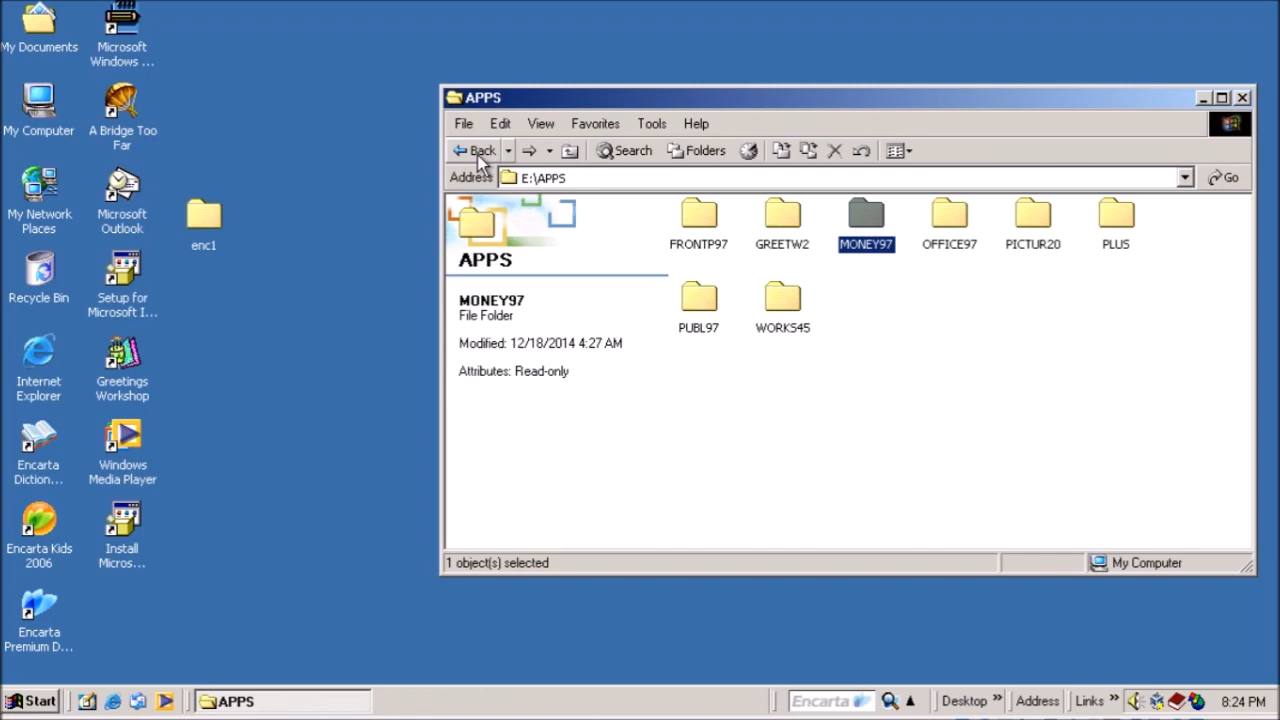 My Documents
Microsoft
Windows ...
My Computer
A Bridge Too
Far
My Network
Places
Microsoft
Outlook
enc1
Recycle Bin
Setup for
Microsoft I...
Internet
Explorer
Greetings
Workshop
Encarta
Diction...
Windows
Media Player
Encarta Kids
2006
Install
Micros...
Encarta
Premium D...
APPS
File Edit View Favorites Tools Help
Back Search Folders
Address E:\APPS Go
APPS
MONEY97
File Folder
Modified: 12/18/2014 4:27 AM
Attributes: Read-only
FRONTP97 GREETW2 MONEY97 OFFICE97 PICTUR20 PLUS
PUBL97 WORKS45
1 object(s) selected My Computer
Start APPS Encarta Desktop » Address Links » 8:24 PM